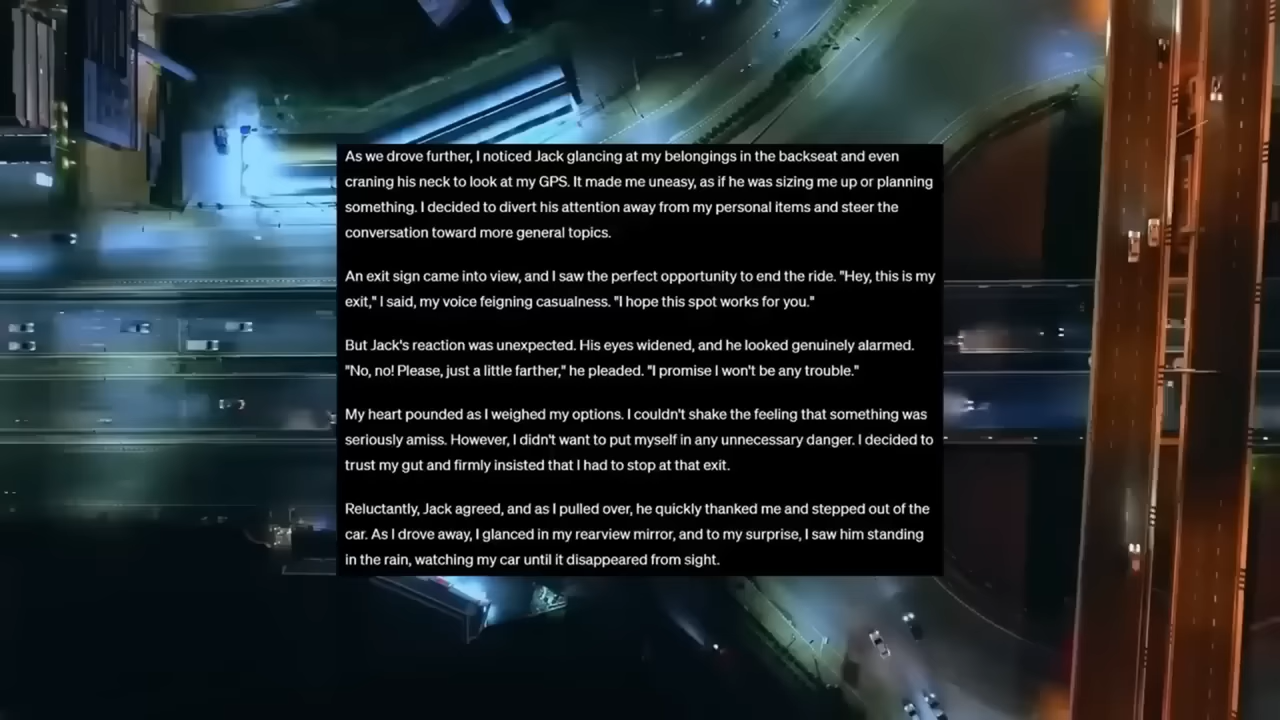 As we drove further, I noticed Jack glancing at my belongings in the backseat and even
craning his neck to look at my GPS. It made me uneasy, as if he was sizing me up or planning
something. I decided to divert his attention away from my personal items and steer the
conversation toward more general topics.
An exit sign came into view, and I saw the perfect opportunity to end the ride. "Hey, this is my
exit," I said, my voice feigning casualness. "I hope this spot works for you."
But Jack's reaction was unexpected. His eyes widened, and he looked genuinely alarmed.
"No, no! Please, just a little farther," he pleaded. "I promise I won't be any trouble."
My heart pounded as I weighed my options. I couldn't shake the feeling that something was
seriously amiss. However, I didn't want to put myself in any unnecessary danger. I decided to
trust my gut and firmly insisted that I had to stop at that exit.
Reluctantly, Jack agreed, and as I pulled over, he quickly thanked me and stepped out of the
car. As I drove away, I glanced in my rearview mirror, and to my surprise, I saw him standing
in the rain, watching my car until it disappeared from sight.